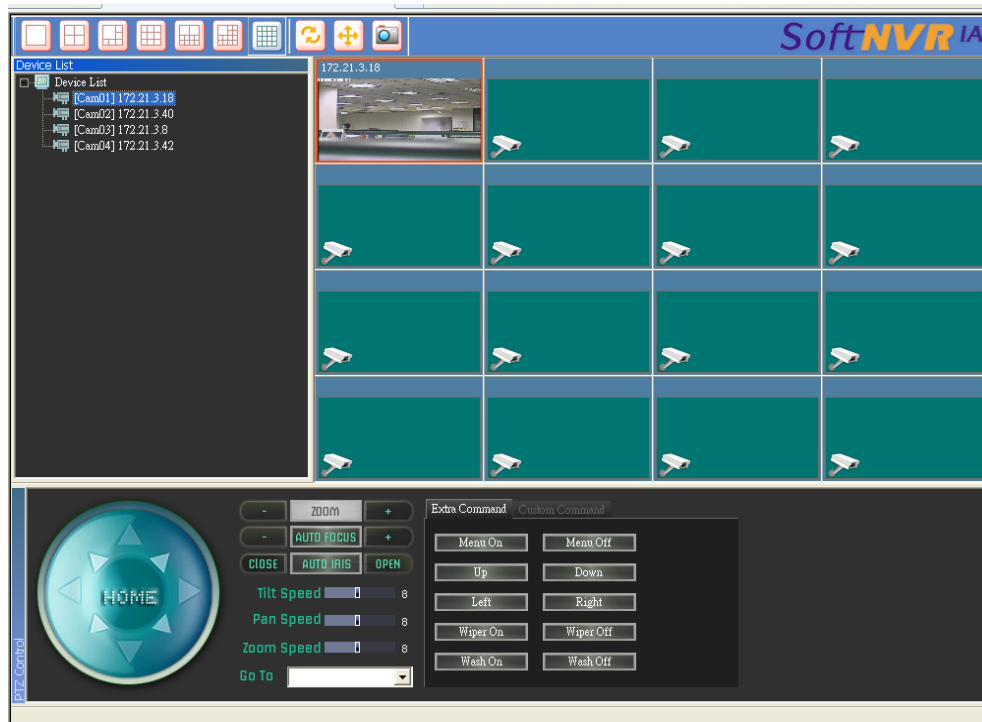 SoftNVR IA
Device List
Device List
[Cam01] 172.21.3.18
[Cam02] 172.21.3.40
[Cam03] 172.21.3.8
[Cam04] 172.21.3.42
172.21.3.18
PTZ Control
HOME
- ZOOM +
- AUTO FOCUS +
CLOSE AUTO IRIS OPEN
Tilt Speed 8
Pan Speed 8
Zoom Speed 8
Go To
Extra Command Custom Command
Menu On Menu Off
Up Down
Left Right
Wiper On Wiper Off
Wash On Wash Off